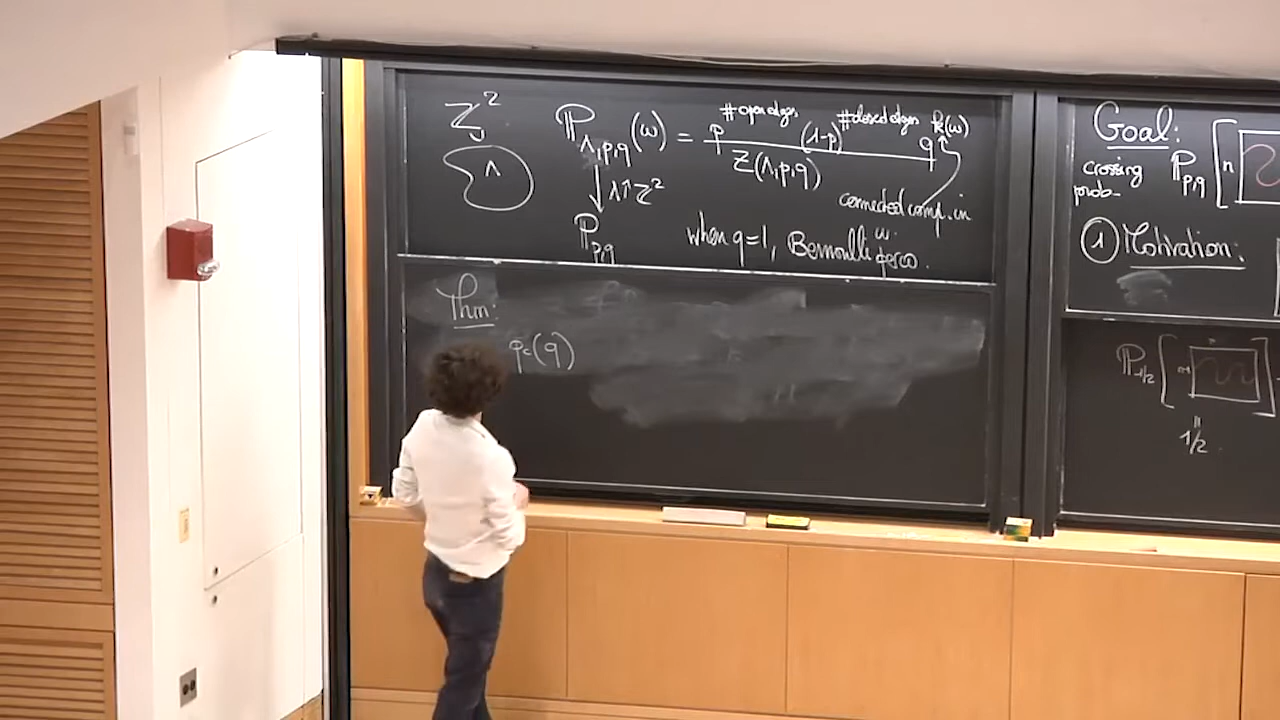 ℤ²
∪
Λ
ℙ_{Λ,p,q}(ω) = p^{#open edges} (1-p)^{#closed edges} q^{k(ω)} / Z(Λ,p,q)
↓ Λ↑ℤ²
ℙ_{p,q}
connected comp. in ω.
when q=1, Bernoulli perco.
Thm:
p_c(q)
Goal:
crossing prob.
ℙ_{p,q} [ n
① Motivation:
ℙ_{1/2} [
=
1/2.